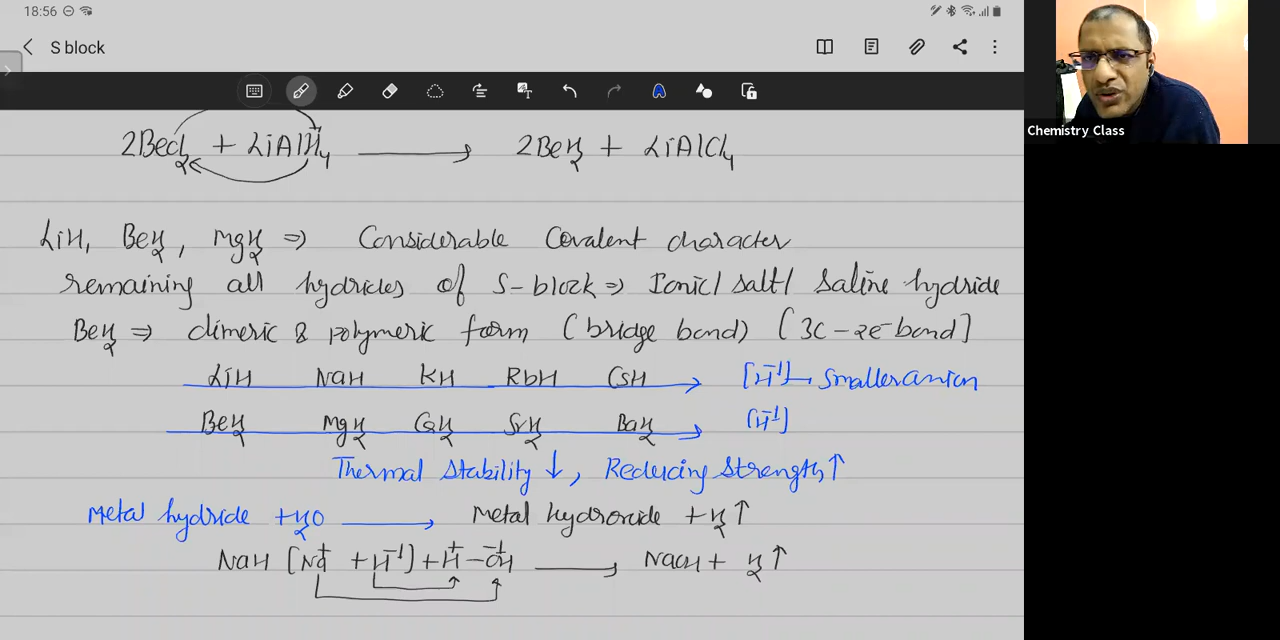 18:56
S block
Chemistry Class
2BeCl₂ + LiAlH₄ ⟶ 2BeH₂ + LiAlCl₄
LiH, BeH₂, MgH₂ ⇒ Considerable Covalent character
remaining all hydrides of S-block ⇒ Ionic/ salt/ Saline hydride
BeH₂ ⇒ dimeric & polymeric form (bridge bond) [3C-2e⁻bond]
LiH NaH KH RbH CsH [H⁻¹]→ Smaller anion
BeH₂ MgH₂ CaH₂ SrH₂ BaH₂ [H⁻¹]
Thermal Stability ↓, Reducing Strength ↑
Metal hydride + H₂O ⟶ Metal hydroxide + H₂ ↑
NaH [Na⁺ + H⁻¹] + H⁺ - OH⁻¹ ⟶ NaOH + H₂ ↑